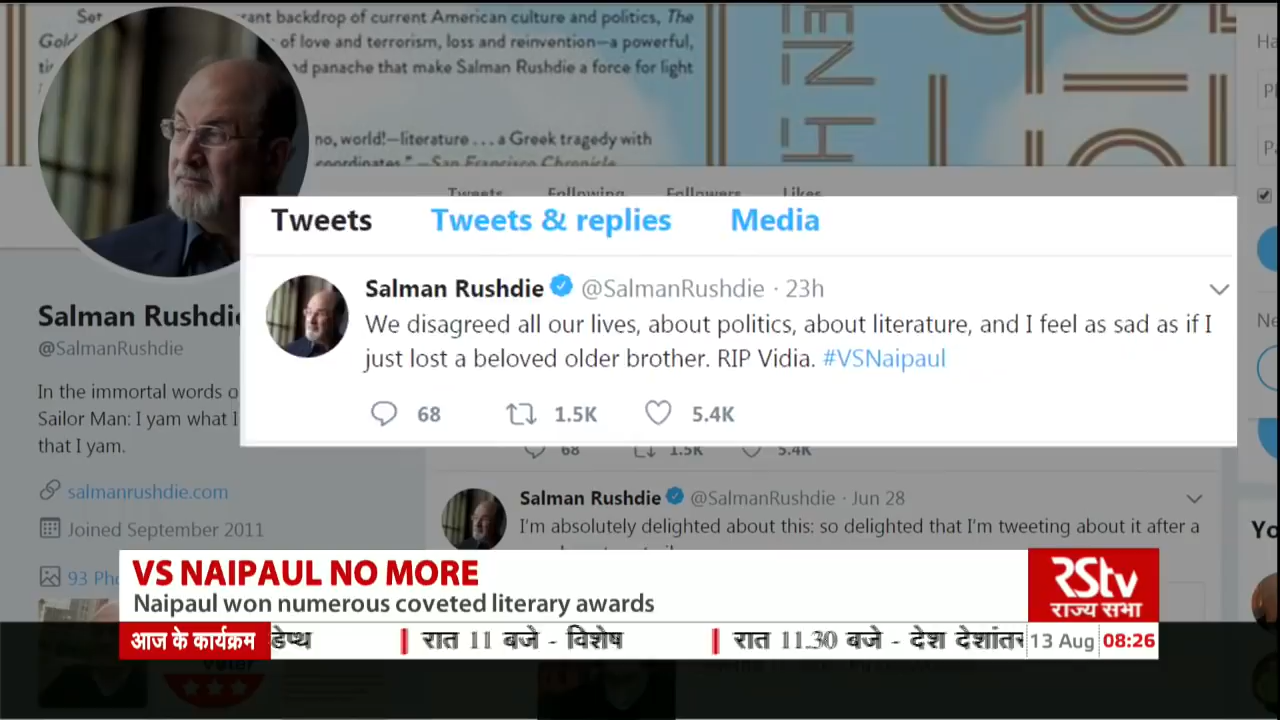 rant backdrop of current American culture and politics, The
of love and terrorism, loss and reinvention—a powerful,
d panache that make Salman Rushdie a force for light
no, world!—literature . . . a Greek tragedy with
coordinates." —San Francisco Chronicle
Tweets Following Followers Likes
Tweets Tweets & replies Media
Salman Rushdie @SalmanRushdie · 23h
We disagreed all our lives, about politics, about literature, and I feel as sad as if I
just lost a beloved older brother. RIP Vidia. #VSNaipaul
68 1.5K 5.4K
68 1.5K 5.4K
Salman Rushdie
@SalmanRushdie
In the immortal words o
Sailor Man: I yam what I
that I yam.
salmanrushdie.com
Joined September 2011
93 Pho
Salman Rushdie @SalmanRushdie · Jun 28
I'm absolutely delighted about this: so delighted that I'm tweeting about it after a
VS NAIPAUL NO MORE
Naipaul won numerous coveted literary awards
RSTV
राज्य सभा
आज के कार्यक्रम डेप्थ | रात 11 बजे - विशेष | रात 11.30 बजे - देश देशांतर 13 Aug 08:26